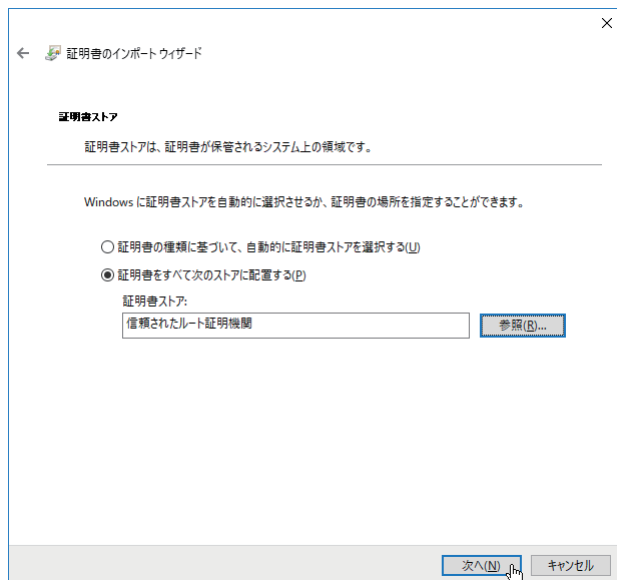 証明書のインポート ウィザード
証明書ストア
証明書ストアは、証明書が保管されるシステム上の領域です。
Windows に証明書ストアを自動的に選択させるか、証明書の場所を指定することができます。
証明書の種類に基づいて、自動的に証明書ストアを選択する(U)
証明書をすべて次のストアに配置する(P)
証明書ストア:
信頼されたルート証明機関
参照(R)...
次へ(N)
キャンセル